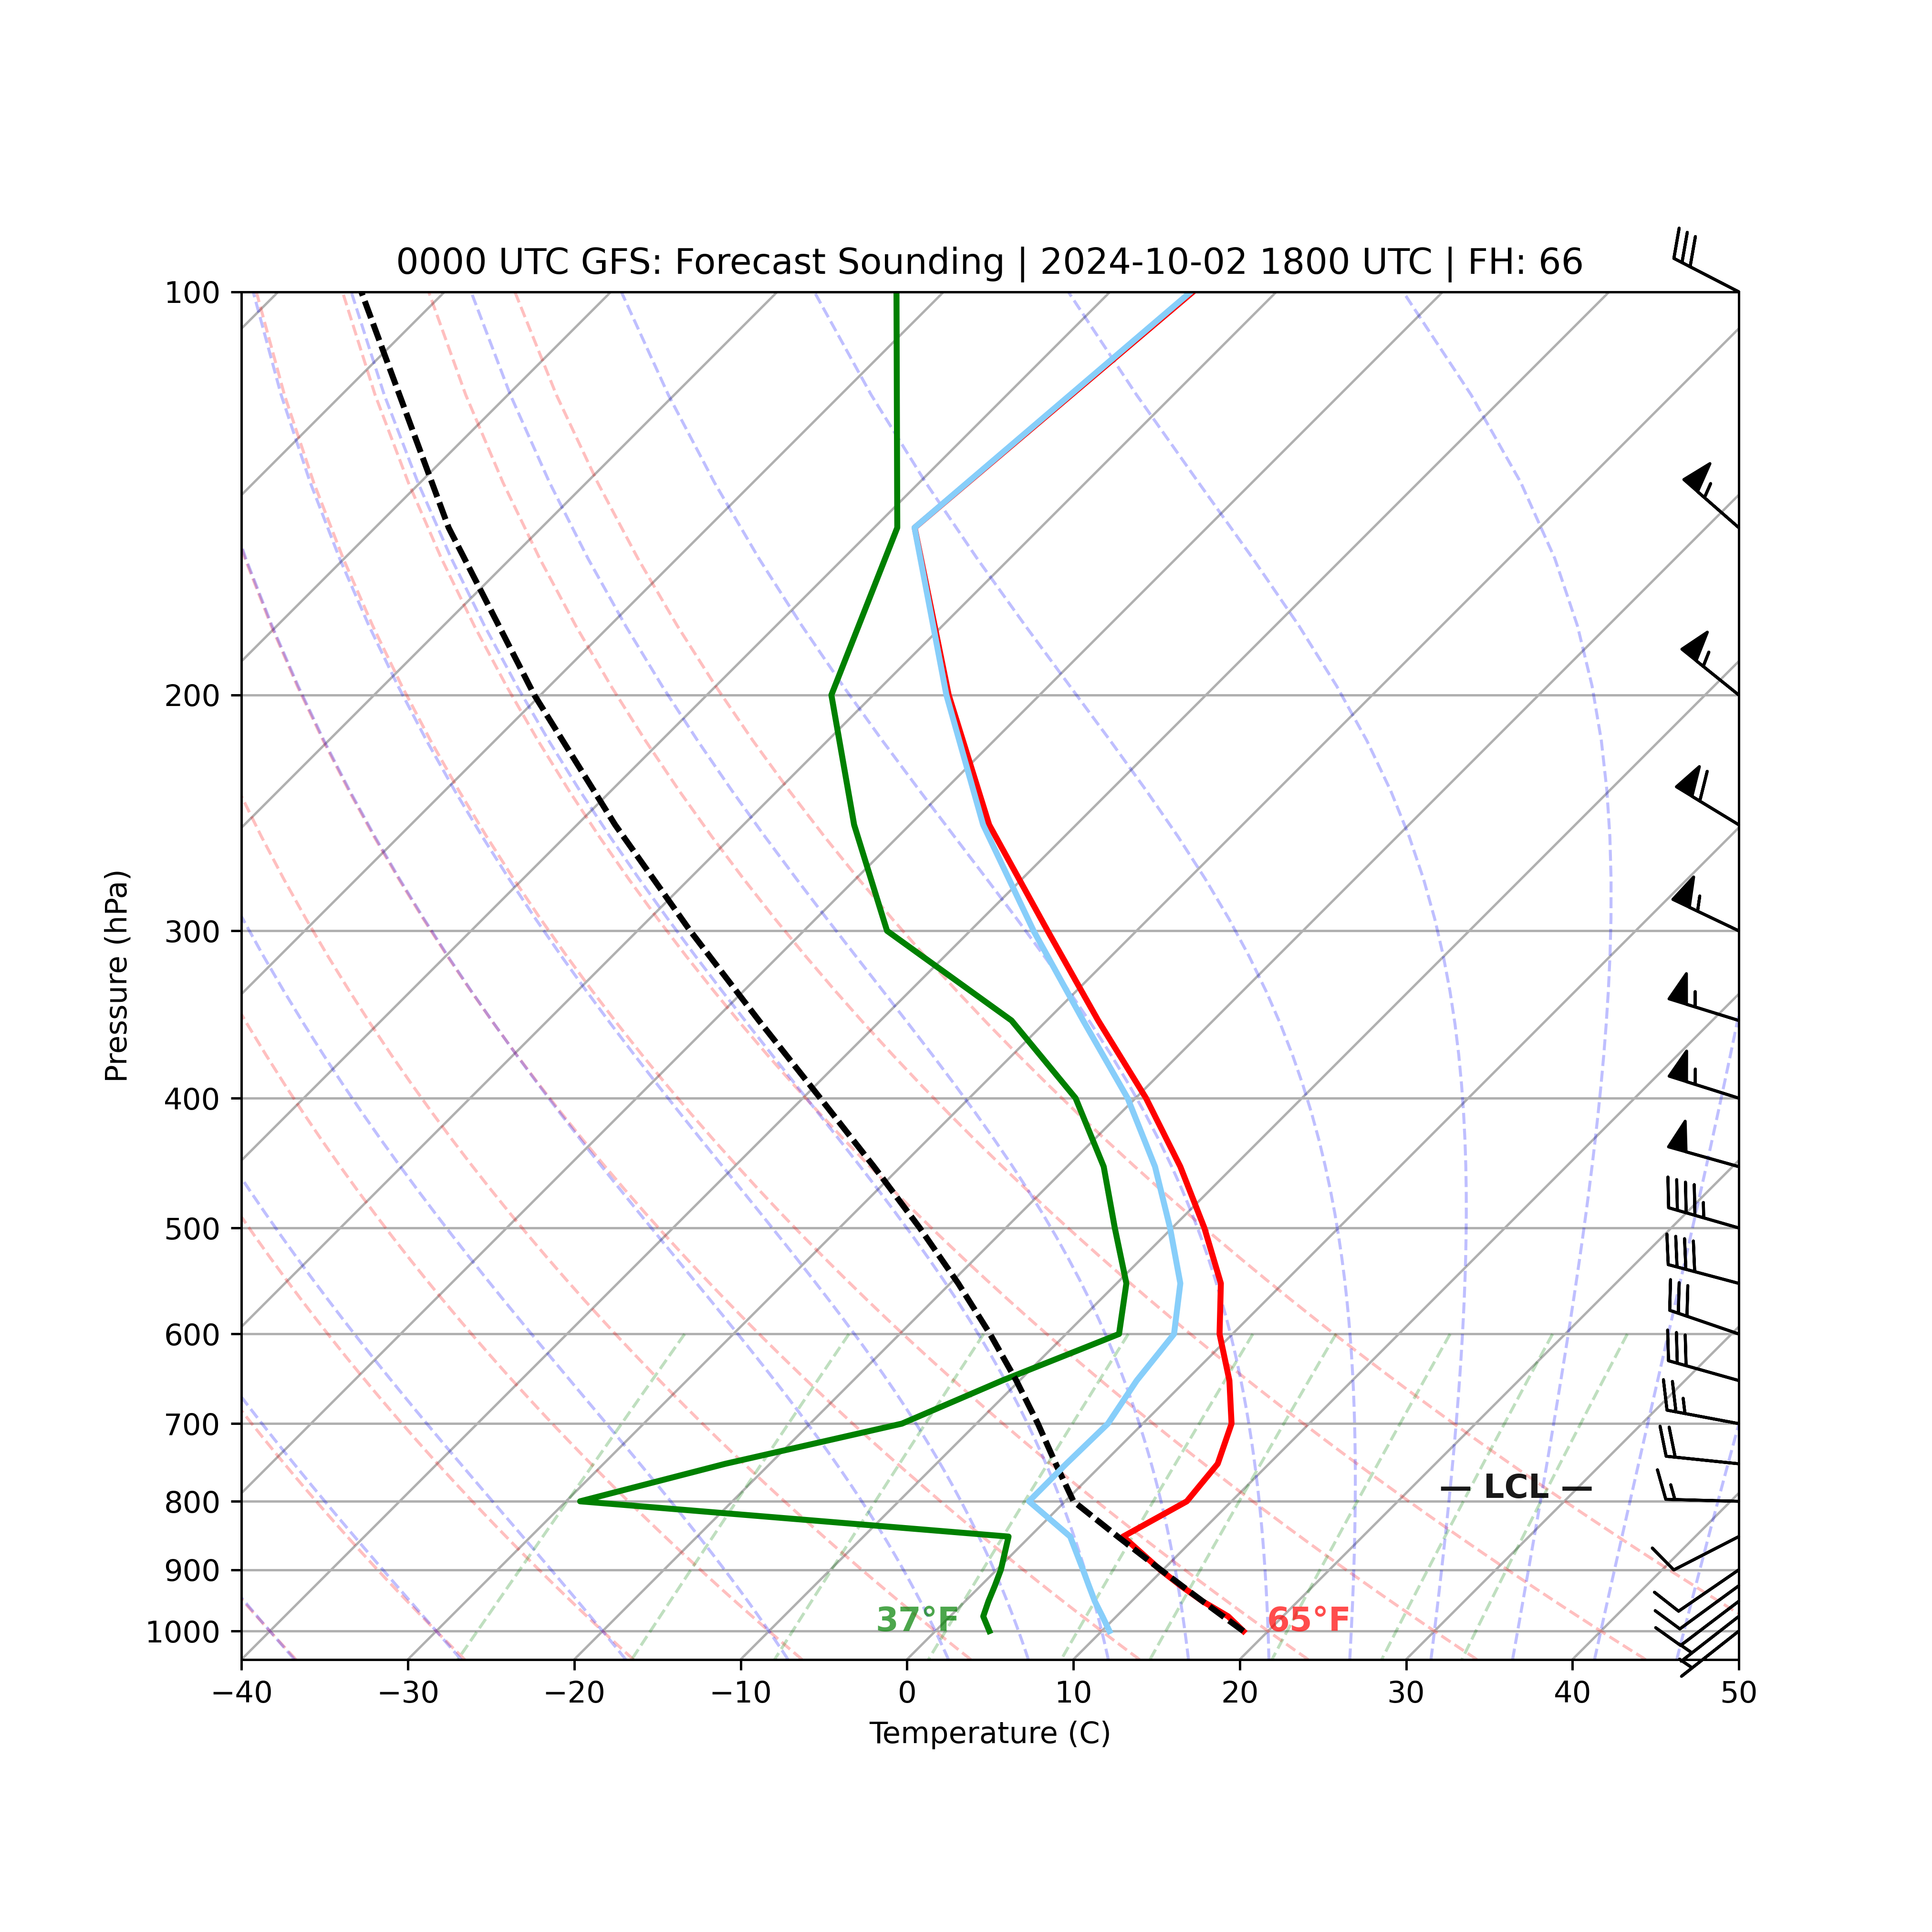 0000 UTC GFS: Forecast Sounding | 2024-10-02 1800 UTC | FH: 66
100
200
300
400
500
600
700
800
900
1000
Pressure (hPa)
— LCL —
37°F
65°F
−40 −30 −20 −10 0 10 20 30 40 50
Temperature (C)